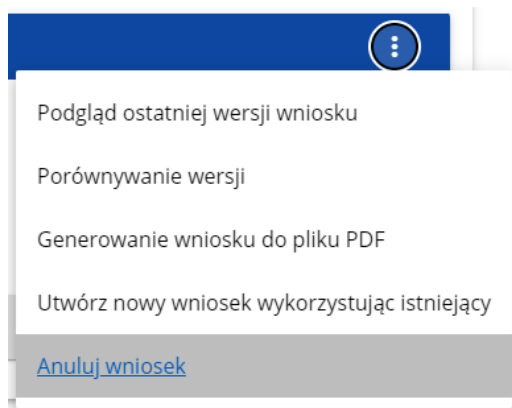 Podgląd ostatniej wersji wniosku
Porównywanie wersji
Generowanie wniosku do pliku PDF
Utwórz nowy wniosek wykorzystując istniejący
Anuluj wniosek